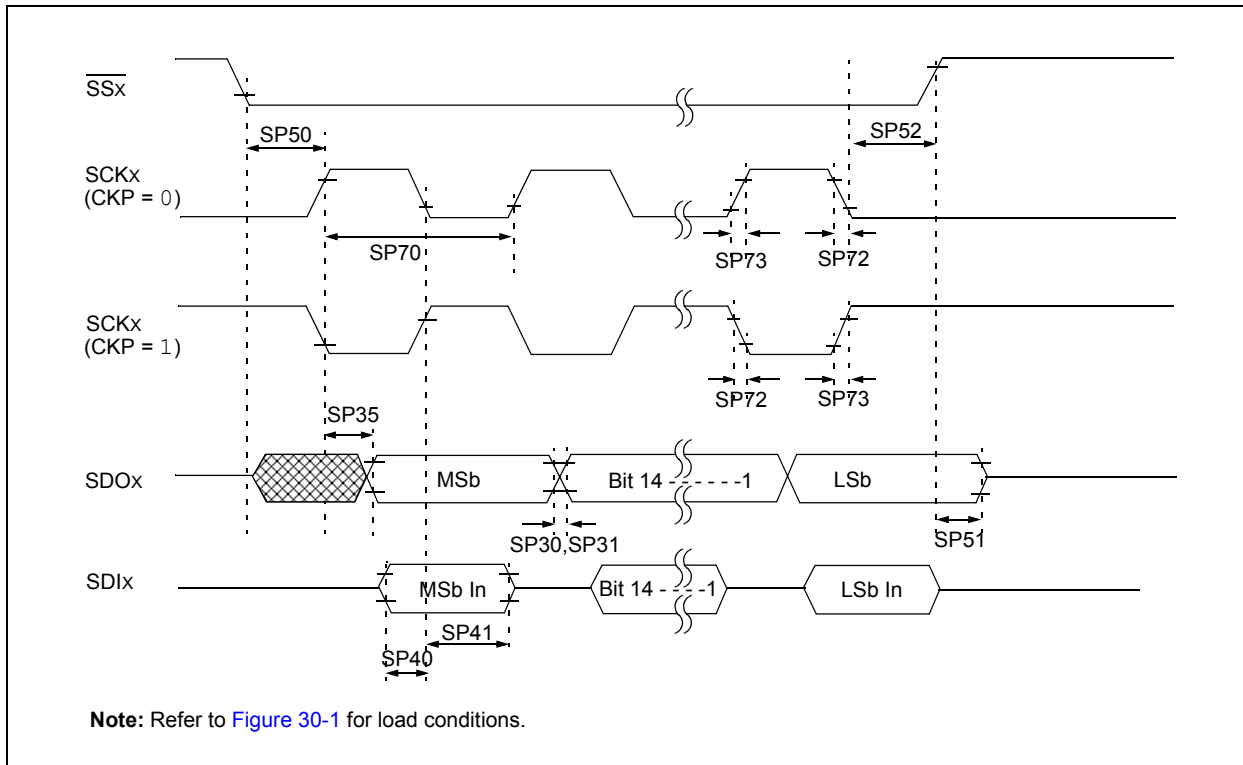 SSx
SP50
SP52
SCKx
(CKP = 0)
SP70
SP73
SP72
SCKx
(CKP = 1)
SP72
SP73
SP35
SDOx
MSb
Bit 14 - - - - - -1
LSb
SP30,SP31
SP51
SDIx
MSb In
Bit 14 - - - -1
LSb In
SP41
SP40
Note: Refer to Figure 30-1 for load conditions.